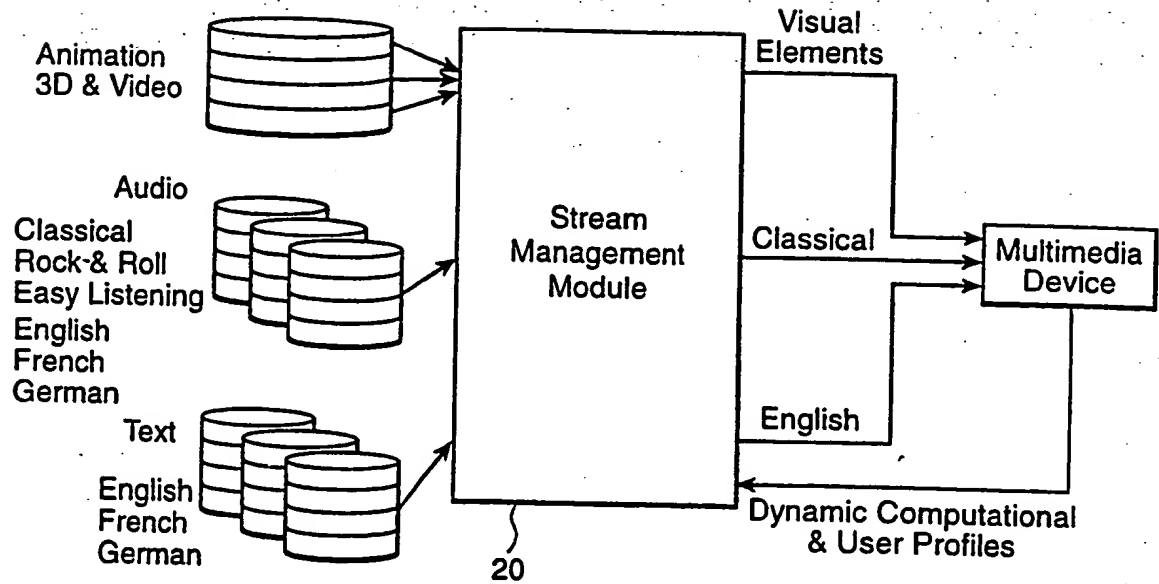 Animation
3D & Video
Audio
Classical
Rock-& Roll
Easy Listening
English
French
German
Text
English
French
German
Stream
Management
Module
20
Visual
Elements
Classical
English
Multimedia
Device
Dynamic Computational
& User Profiles